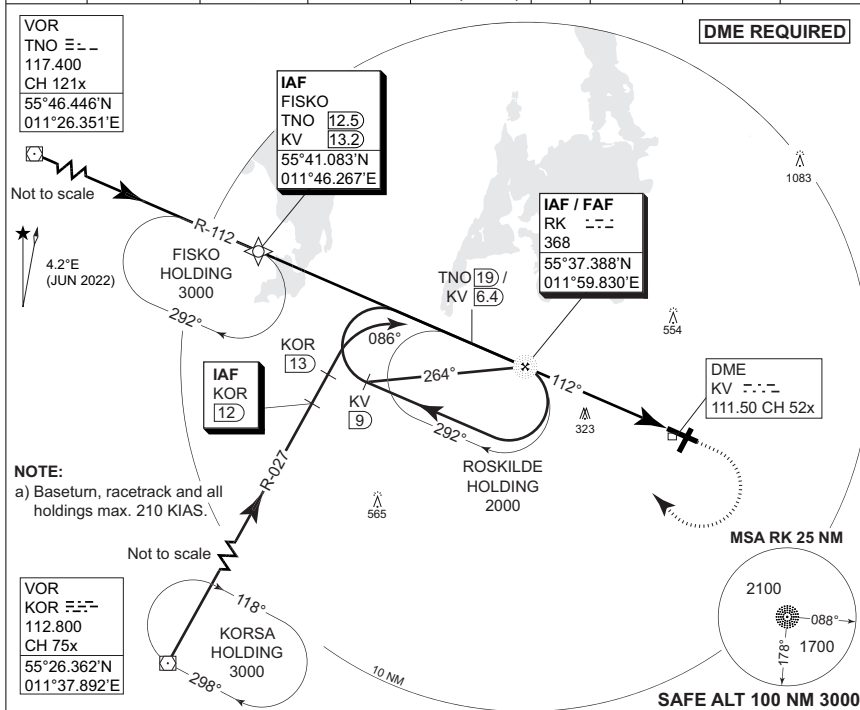 DME REQUIRED
VOR
TNO
117.400
CH 121x
55°46.446'N
011°26.351'E
Not to scale
4.2°E
(JUN 2022)
IAF
FISKO
TNO 12.5
KV 13.2
55°41.083'N
011°46.267'E
R-112
FISKO
HOLDING
3000
292°
1083
IAF / FAF
RK
368
55°37.388'N
011°59.830'E
TNO 19 /
KV 6.4
554
KOR
13
086°
264°
112°
DME
KV
111.50 CH 52x
IAF
KOR
12
KV
9
292°
323
ROSKILDE
HOLDING
2000
R-027
NOTE:
a) Baseturn, racetrack and all
holdings max. 210 KIAS.
565
Not to scale
VOR
KOR
112.800
CH 75x
55°26.362'N
011°37.892'E
118°
KORSA
HOLDING
3000
298°
10 NM
MSA RK 25 NM
2100
088°
178°
1700
SAFE ALT 100 NM 3000